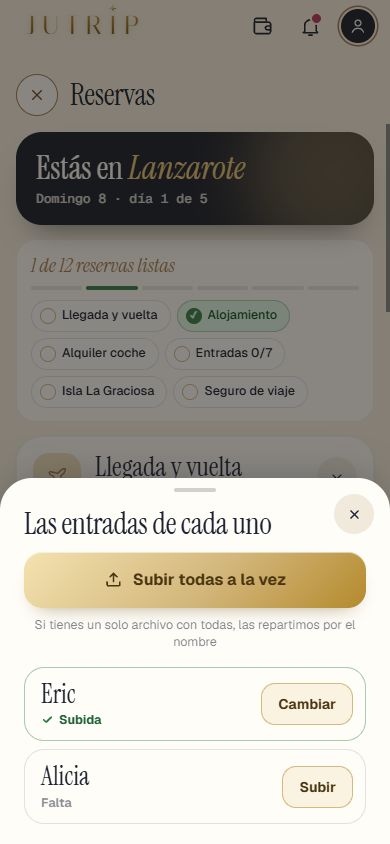 JUTRIP
Reservas
Estás en Lanzarote
Domingo 8 · día 1 de 5
1 de 12 reservas listas
Llegada y vuelta
Alojamiento
Alquiler coche
Entradas 0/7
Isla La Graciosa
Seguro de viaje
Llegada y vuelta
Las entradas de cada uno
Subir todas a la vez
Si tienes un solo archivo con todas, las repartimos por el
nombre
Eric
Subida
Cambiar
Alicia
Falta
Subir